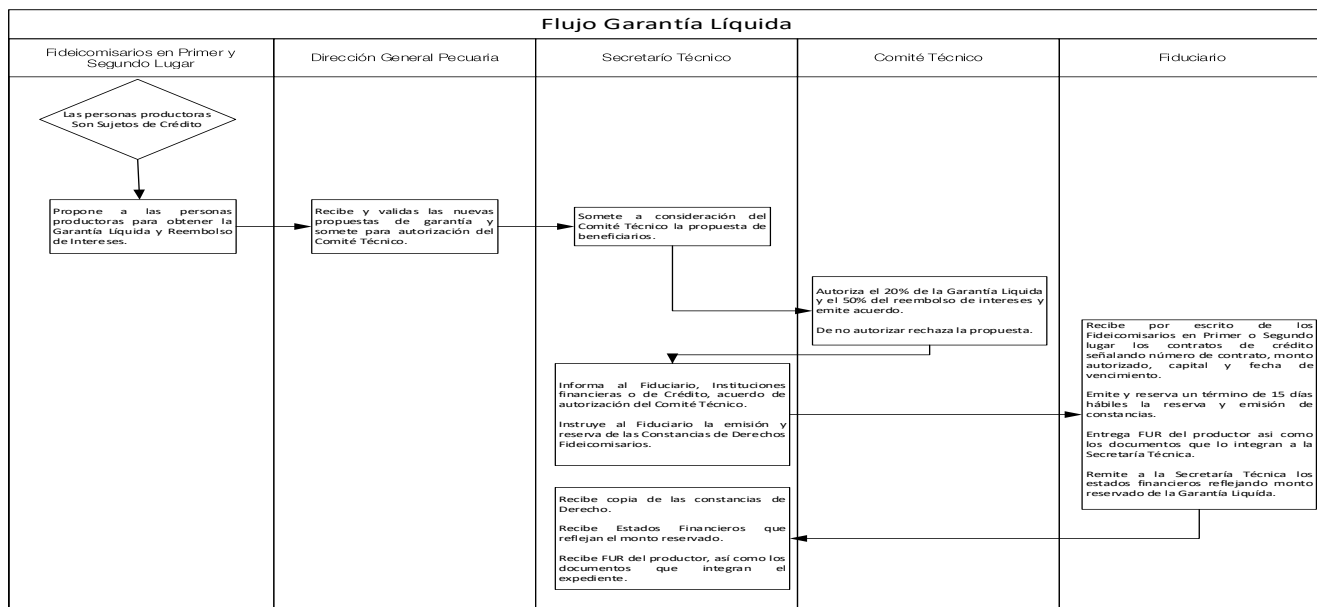 Flujo Garantía Líquida
Fideicomisarios en Primer y
Segundo Lugar
Dirección General Pecuaria
Secretarío Técnico
Comité Técnico
Fiduciario
Las personas productoras
Son Sujetos de Crédito
Propone a las personas
productoras para obtener la
Garantía Líquida y Reembolso
de Intereses.
Recibe y validas las nuevas
propuestas de garantía y
somete para autorización del
Comité Técnico.
Somete a consideración del
Comité Técnico la propuesta de
beneficiarios.
Autoriza el 20% de la Garantía Liquida
y el 50% del reembolso de intereses y
emite acuerdo.
De no autorizar rechaza la propuesta.
Informa al Fiduciario, Instituciones
financieras o de Crédito, acuerdo de
autorización del Comité Técnico.
Instruye al Fiduciario la emisión y
reserva de las Constancias de Derechos
Fideicomisarios.
Recibe por escrito de los
Fideicomisarios en Primer o Segundo
lugar los contratos de crédito
señalando número de contrato, monto
autorizado, capital y fecha de
vencimiento.
Emite y reserva un término de 15 días
hábiles la reserva y emisión de
constancias.
Entrega FUR del productor asi como
los documentos que lo integran a la
Secretaría Técnica.
Remite a la Secretaría Técnica los
estados financieros reflejando monto
reservado de la Garantía Liquída.
Recibe copia de las constancias de
Derecho.
Recibe Estados Financieros que
reflejan el monto reservado.
Recibe FUR del productor, así como los
documentos que integran el
expediente.